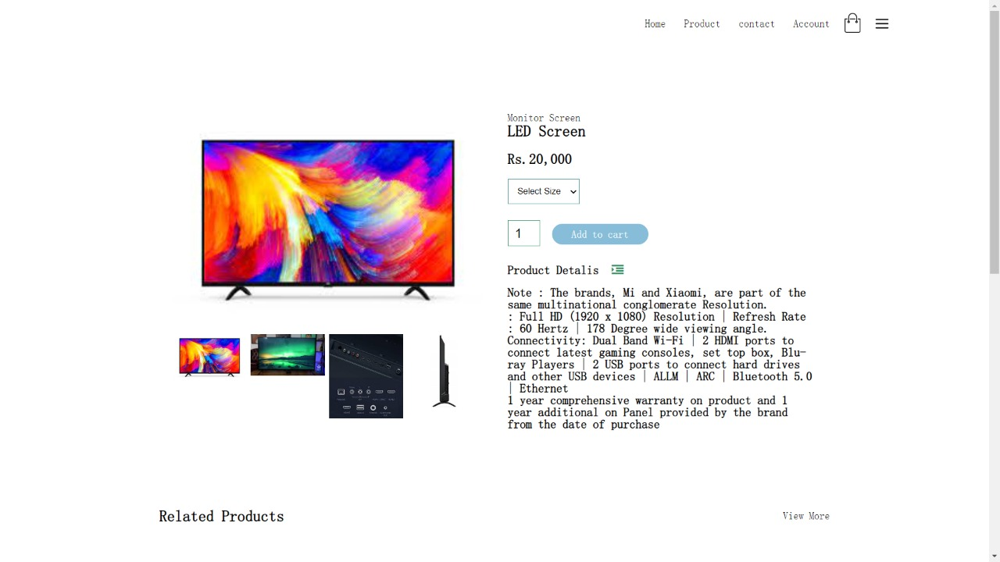 Home Product contact Account
Monitor Screen
LED Screen
Rs.20,000
Select Size
1
Add to cart
Product Detalis
Note : The brands, Mi and Xiaomi, are part of the
same multinational conglomerate Resolution.
: Full HD (1920 x 1080) Resolution | Refresh Rate
: 60 Hertz | 178 Degree wide viewing angle.
Connectivity: Dual Band Wi-Fi | 2 HDMI ports to
connect latest gaming consoles, set top box, Blu-
ray Players | 2 USB ports to connect hard drives
and other USB devices | ALLM | ARC | Bluetooth 5.0
| Ethernet
1 year comprehensive warranty on product and 1
year additional on Panel provided by the brand
from the date of purchase
Related Products
View More